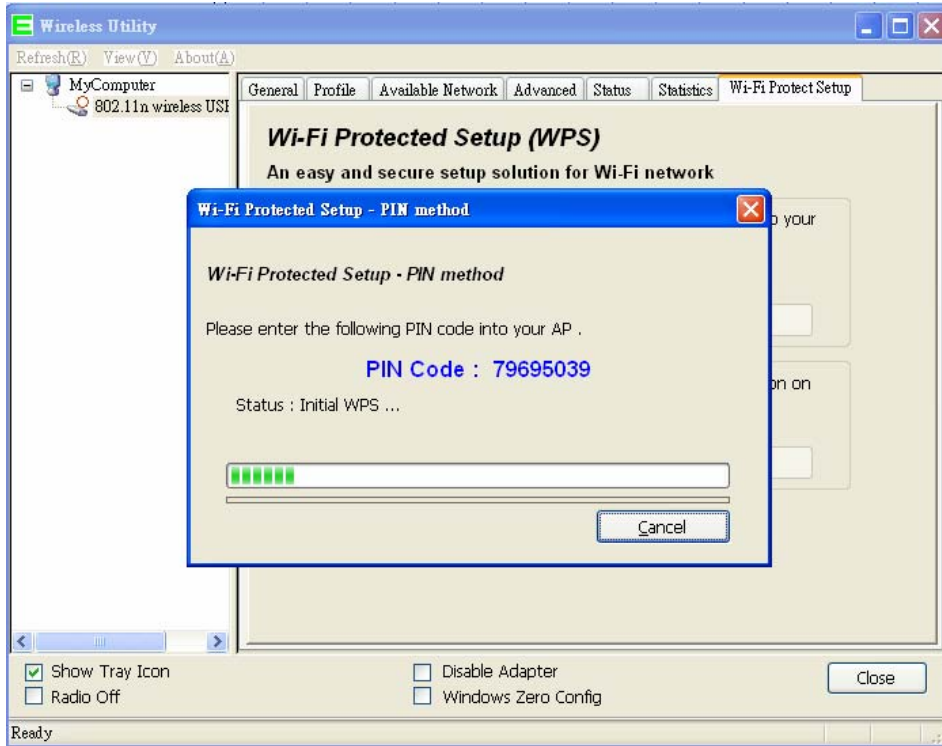 Wireless Utility
Refresh(R) View(V) About(A)
MyComputer
802.11n wireless USB
General Profile Available Network Advanced Status Statistics Wi-Fi Protect Setup
Wi-Fi Protected Setup (WPS)
An easy and secure setup solution for Wi-Fi network
your
Wi-Fi Protected Setup - PIN method
Wi-Fi Protected Setup - PIN method
Please enter the following PIN code into your AP .
PIN Code : 79695039
on
Status : Initial WPS ...
Cancel
Show Tray Icon
Disable Adapter
Close
Radio Off
Windows Zero Config
Ready